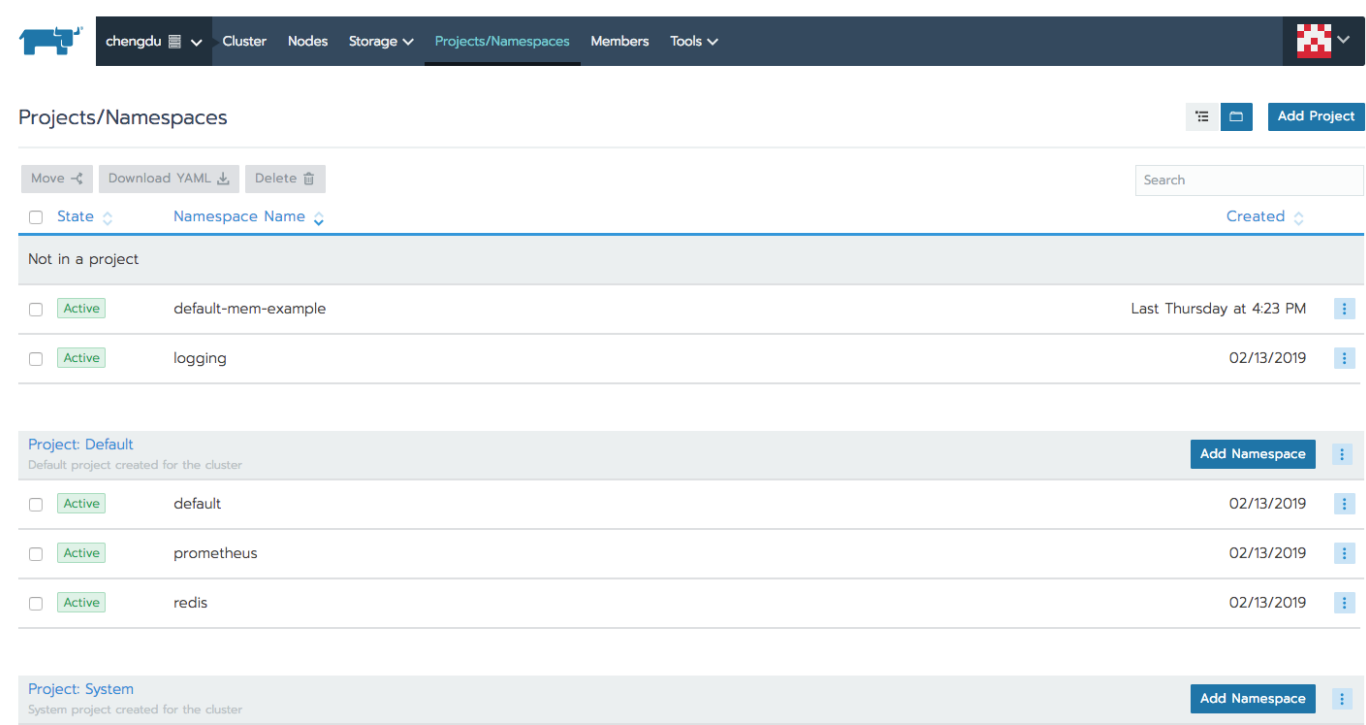 chengdu Cluster Nodes Storage Projects/Namespaces Members Tools
Projects/Namespaces Add Project
Move Download YAML Delete Search
State Namespace Name Created
Not in a project
Active default-mem-example Last Thursday at 4:23 PM
Active logging 02/13/2019
Project: Default Add Namespace
Default project created for the cluster
Active default 02/13/2019
Active prometheus 02/13/2019
Active redis 02/13/2019
Project: System Add Namespace
System project created for the cluster